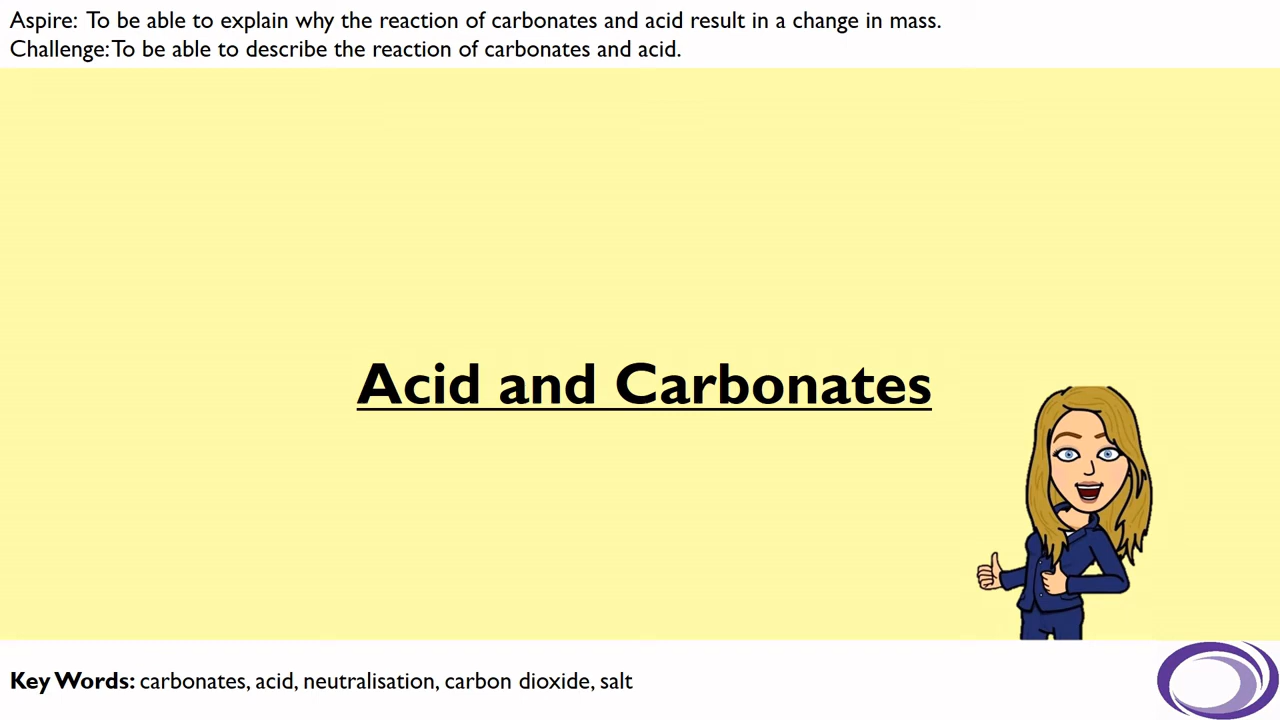 Aspire: To be able to explain why the reaction of carbonates and acid result in a change in mass.
Challenge: To be able to describe the reaction of carbonates and acid.
Acid and Carbonates
Key Words: carbonates, acid, neutralisation, carbon dioxide, salt